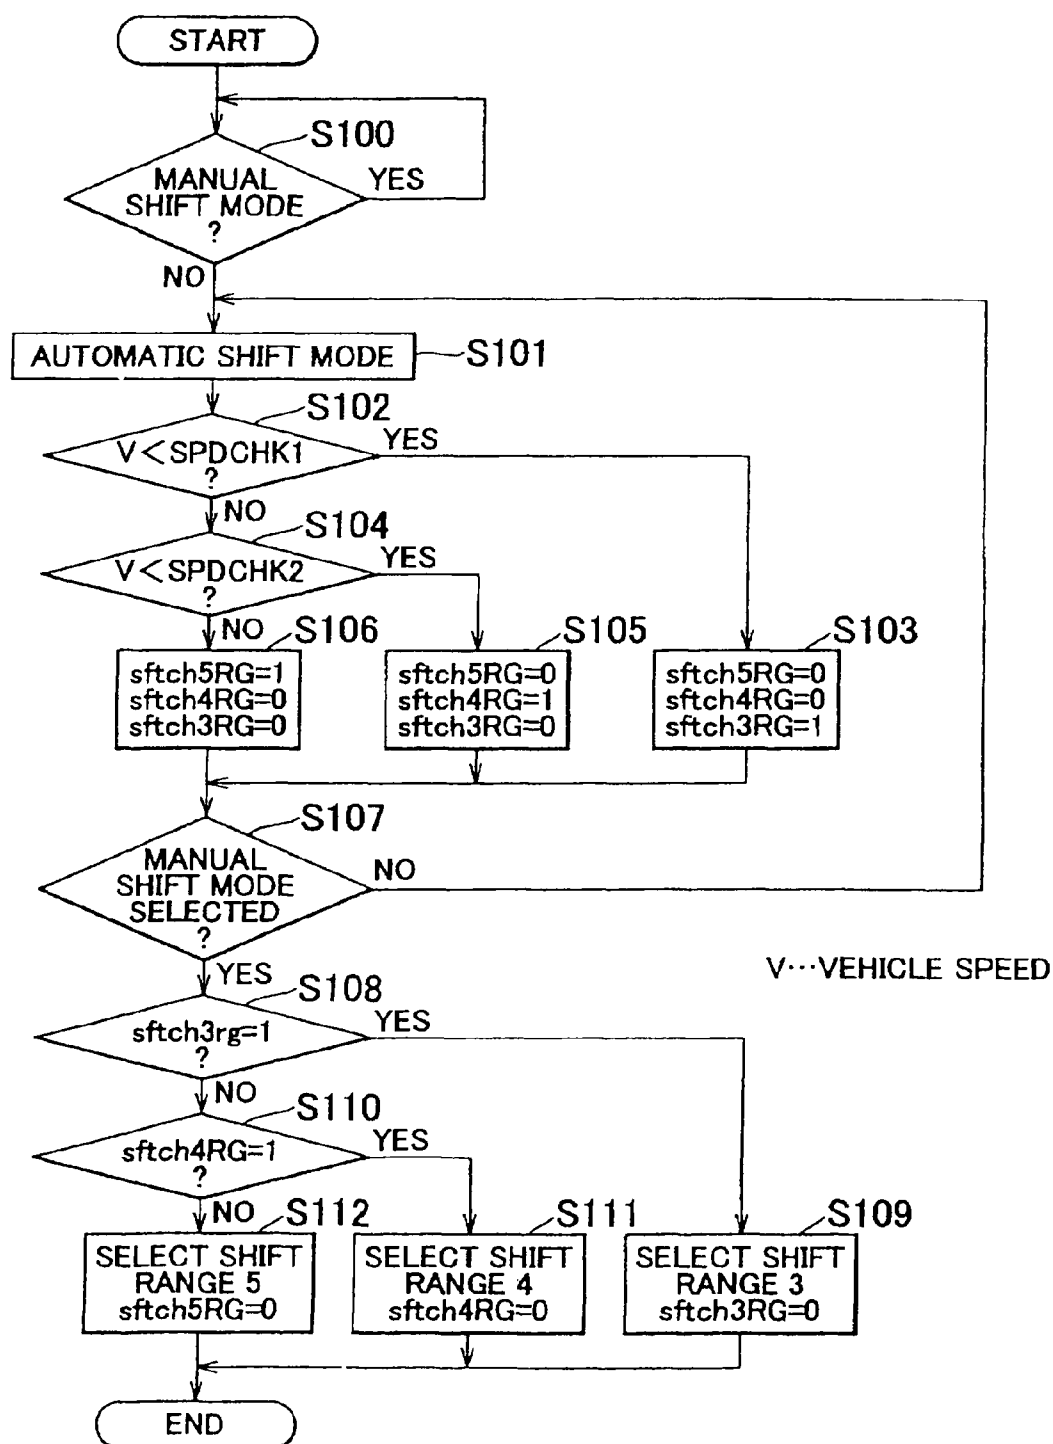 START
S100
MANUAL
SHIFT MODE
?
YES
NO
AUTOMATIC SHIFT MODE
S101
S102
V<SPDCHK1
?
YES
NO
S104
V<SPDCHK2
?
YES
NO
S106
S105
S103
sftch5RG=1
sftch4RG=0
sftch3RG=0
sftch5RG=0
sftch4RG=1
sftch3RG=0
sftch5RG=0
sftch4RG=0
sftch3RG=1
S107
MANUAL
SHIFT MODE
SELECTED
?
NO
YES
V···VEHICLE SPEED
S108
sftch3rg=1
?
YES
NO
S110
sftch4RG=1
?
YES
NO
S112
S111
S109
SELECT SHIFT
RANGE 5
sftch5RG=0
SELECT SHIFT
RANGE 4
sftch4RG=0
SELECT SHIFT
RANGE 3
sftch3RG=0
END